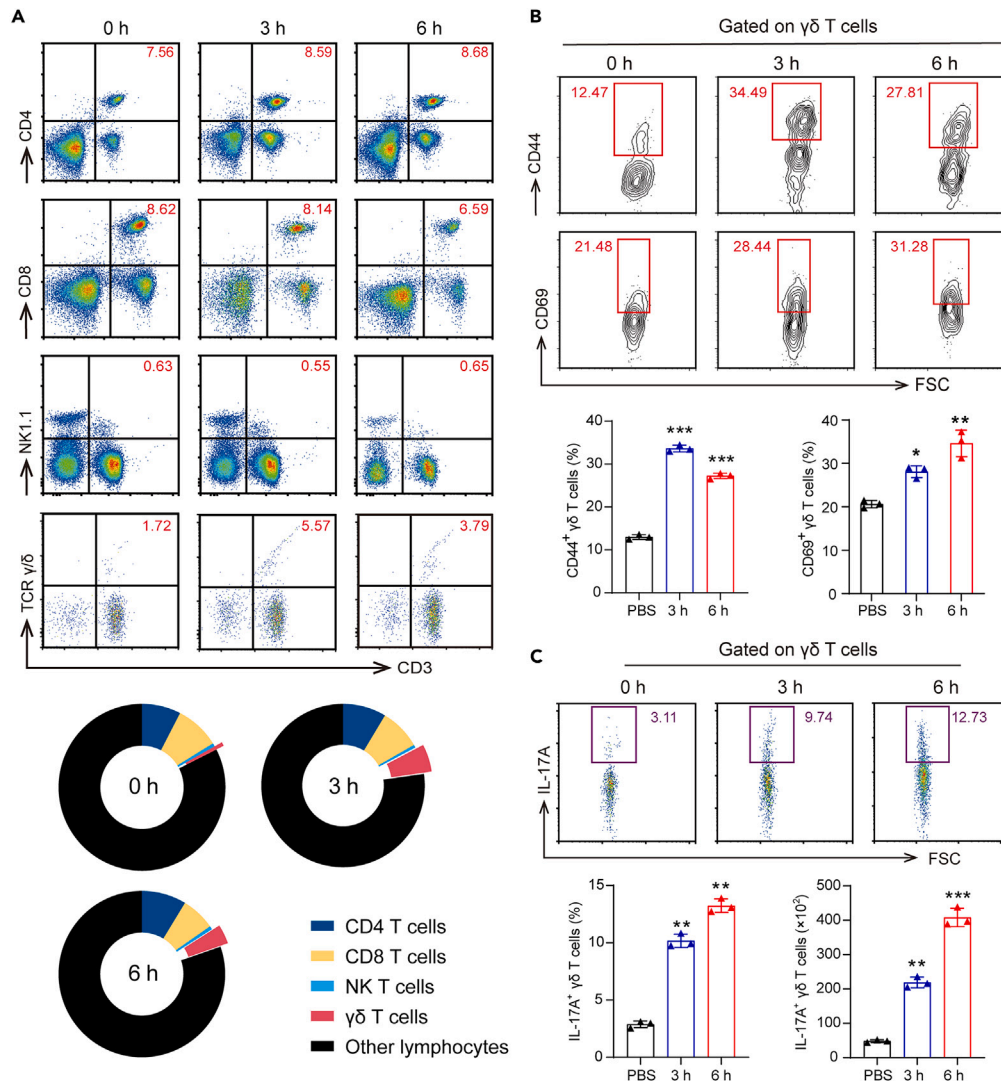 A
0 h 3 h 6 h
7.56 8.59 8.68
CD4
8.62 8.14 6.59
CD8
0.63 0.55 0.65
NK1.1
1.72 5.57 3.79
TCR γ/δ
CD3
0 h
3 h
6 h
CD4 T cells
CD8 T cells
NK T cells
γδ T cells
Other lymphocytes
B
Gated on γδ T cells
0 h 3 h 6 h
12.47 34.49 27.81
CD44
21.48 28.44 31.28
CD69
FSC
CD44+ γδ T cells (%)
40
30
20
10
0
*** ***
PBS 3 h 6 h
CD69+ γδ T cells (%)
40
30
20
10
0
* **
PBS 3 h 6 h
C
Gated on γδ T cells
0 h 3 h 6 h
3.11 9.74 12.73
IL-17A
FSC
IL-17A+ γδ T cells (%)
15
10
5
0
** **
PBS 3 h 6 h
IL-17A+ γδ T cells (×10²)
500
400
300
200
100
0
** ***
PBS 3 h 6 h